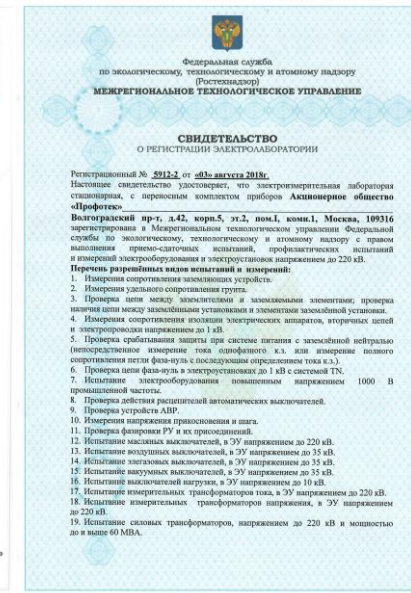 Федеральная служба
по экологическому, технологическому и атомному надзору
(Ростехнадзор)
МЕЖРЕГИОНАЛЬНОЕ ТЕХНОЛОГИЧЕСКОЕ УПРАВЛЕНИЕ
СВИДЕТЕЛЬСТВО
О РЕГИСТРАЦИИ ЭЛЕКТРОЛАБОРАТОРИИ
Регистрационный № 5912-2 от «03» августа 2018г.
Настоящее свидетельство удостоверяет, что электроизмерительная лаборатория
стационарная, с переносным комплектом приборов Акционерное общество
«Профотек»
Волгоградский пр-т, д.42, корп.5, эт.2, пом.I, комн.1, Москва, 109316
зарегистрирована в Межрегиональном технологическом управлении Федеральной
службы по экологическому, технологическому и атомному надзору с правом
выполнения приемо-сдаточных испытаний, профилактических испытаний
и измерений электрооборудования и электроустановок напряжением до 220 кВ.
Перечень разрешённых видов испытаний и измерений:
1. Измерения сопротивления заземляющих устройств.
2. Измерения удельного сопротивления грунта.
3. Проверка цепи между заземлителями и заземляемыми элементами; проверка
наличия цепи между заземлёнными установками и элементами заземлённой установки.
4. Измерения сопротивления изоляции электрических аппаратов, вторичных цепей
и электропроводки напряжением до 1 кВ.
5. Проверка срабатывания защиты при системе питания с заземлённой нейтралью
(непосредственное измерение тока однофазного к.з. или измерение полного
сопротивления петли фаза-нуль с последующим определением тока к.з.).
6. Проверка цепи фаза-нуль в электроустановках до 1 кВ с системой TN.
7. Испытание электрооборудования повышенным напряжением 1000 В
промышленной частоты.
8. Проверка действия расцепителей автоматических выключателей.
9. Проверка устройств АВР.
10. Измерения напряжения прикосновения и шага.
11. Проверка фазировки РУ и их присоединений.
12. Испытание масляных выключателей, в ЭУ напряжением до 220 кВ.
13. Испытание воздушных выключателей, в ЭУ напряжением до 35 кВ.
14. Испытание элегазовых выключателей, в ЭУ напряжением до 35 кВ.
15. Испытание вакуумных выключателей, в ЭУ напряжением до 35 кВ.
16. Испытание выключателей нагрузки, в ЭУ напряжением до 10 кВ.
17. Испытание измерительных трансформаторов тока, в ЭУ напряжением до 220 кВ.
18. Испытание измерительных трансформаторов напряжения, в ЭУ напряжением
до 220 кВ.
19. Испытание силовых трансформаторов, напряжением до 220 кВ и мощностью
до и выше 60 МВА.